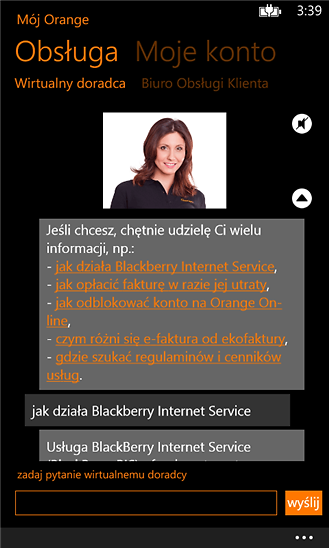 3:39
Mój Orange
Obsługa Moje konto
Wirtualny doradca Biuro Obsługi Klienta
Jeśli chcesz, chętnie udzielę Ci wielu
informacji, np.:
- jak działa Blackberry Internet Service,
- jak opłacić fakturę w razie jej utraty,
- jak odblokować konto na Orange On-
line,
- czym różni się e-faktura od ekofaktury,
- gdzie szukać regulaminów i cenników
usług.
jak działa Blackberry Internet Service
Usługa BlackBerry Internet Service
zadaj pytanie wirtualnemu doradcy
wyślij